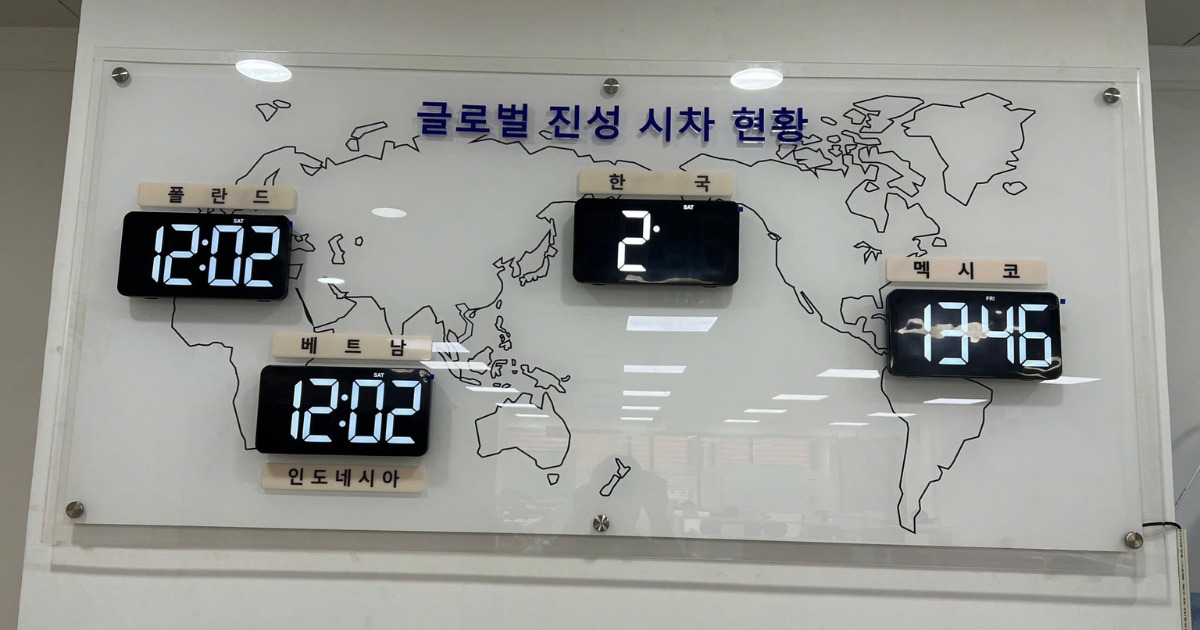 글로벌 진성 시차 현황
폴란드
SAT
12:02
한국
SAT
2
멕시코
FRI
13 46
베트남
SAT
12:02
인도네시아